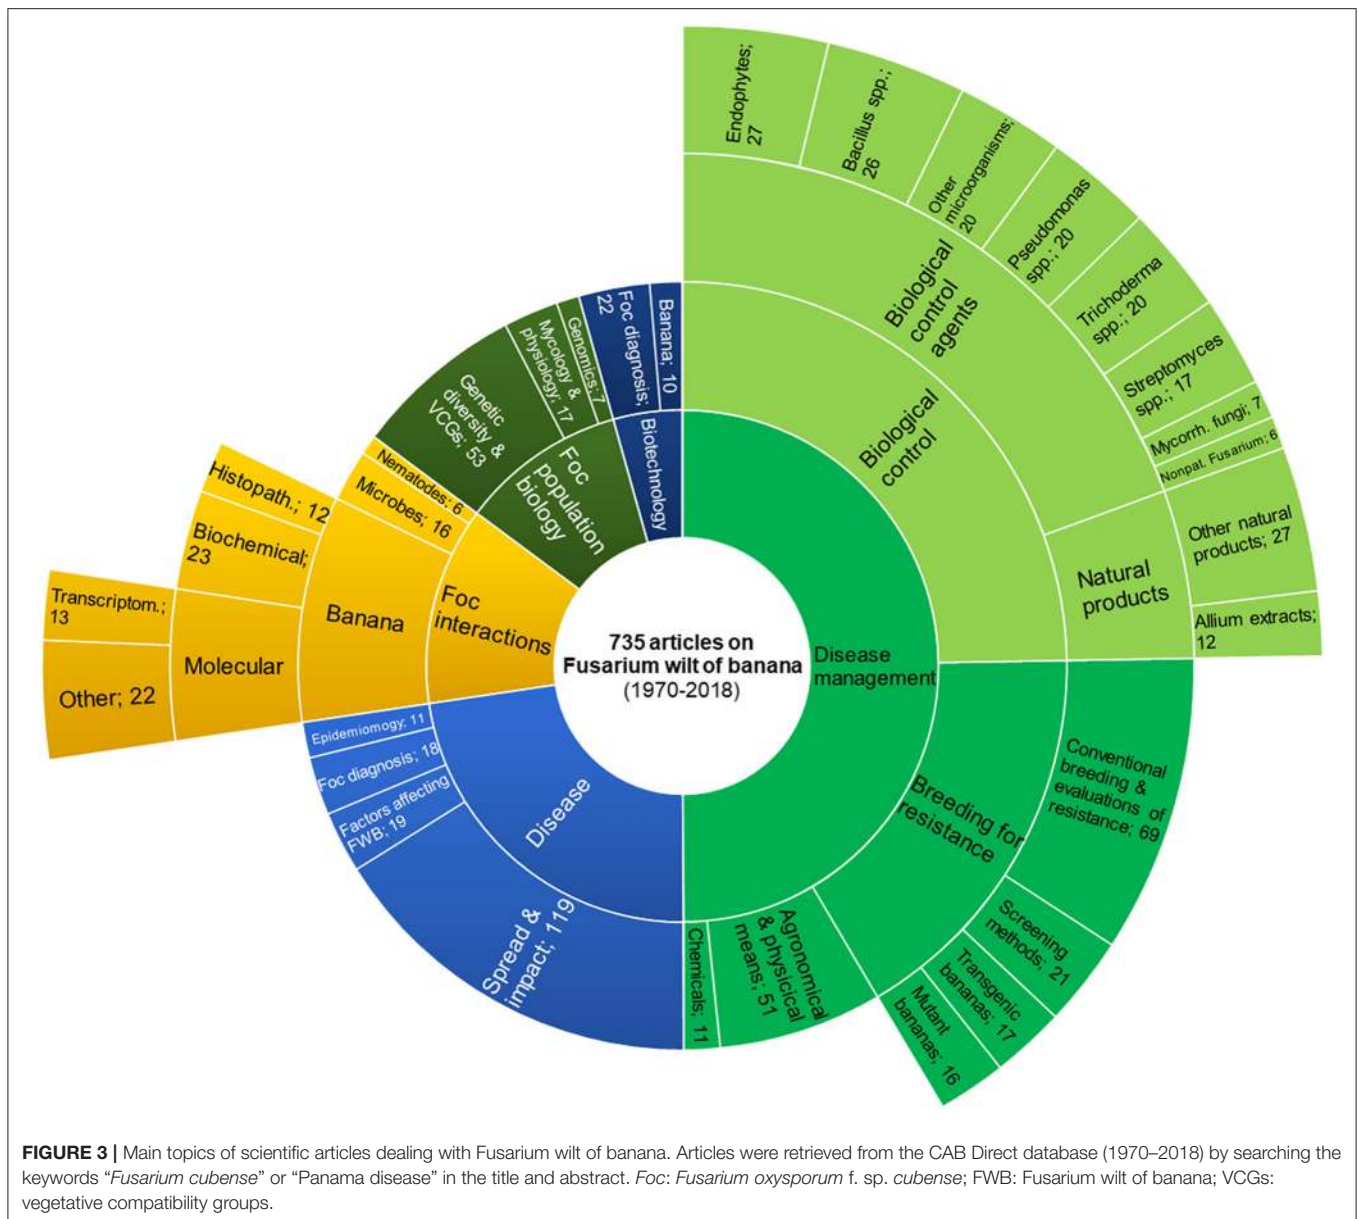 735 articles on
Fusarium wilt of banana
(1970-2018)
Disease
management
Biological
control
Biological
control
agents
Endophytes;
27
Bacillus spp.;
26
Other
microorganisms;
20
Pseudomonas
spp.; 20
Trichoderma
spp.; 20
Streptomyces
spp.; 17
Mycorrh. fungi; 7
Nonpat. Fusarium; 6
Natural
products
Other natural
products; 27
Allium extracts;
12
Breeding for
resistance
Conventional
breeding &
evaluations of
resistance; 69
Screening
methods; 21
Transgenic
bananas; 17
Mutant
bananas; 16
Agronomical
& physicical
means; 51
Chemicals; 11
Disease
Spread &
impact; 119
Factors affecting
FWB; 19
Foc diagnosis; 18
Epidemiomogy; 11
Foc
interactions
Banana
Molecular
Other; 22
Transcriptom.;
13
Biochemical;
23
Histopath.; 12
Microbes; 16
Nematodes; 6
Foc
population
biology
Genetic
diversity &
VCGs; 53
Mycology &
physiology; 17
Genomics; 7
Biotechnology
Foc diagnosis;
22
Banana; 10
FIGURE 3 | Main topics of scientific articles dealing with Fusarium wilt of banana. Articles were retrieved from the CAB Direct database (1970–2018) by searching the
keywords “Fusarium cubense” or “Panama disease” in the title and abstract. Foc: Fusarium oxysporum f. sp. cubense; FWB: Fusarium wilt of banana; VCGs:
vegetative compatibility groups.